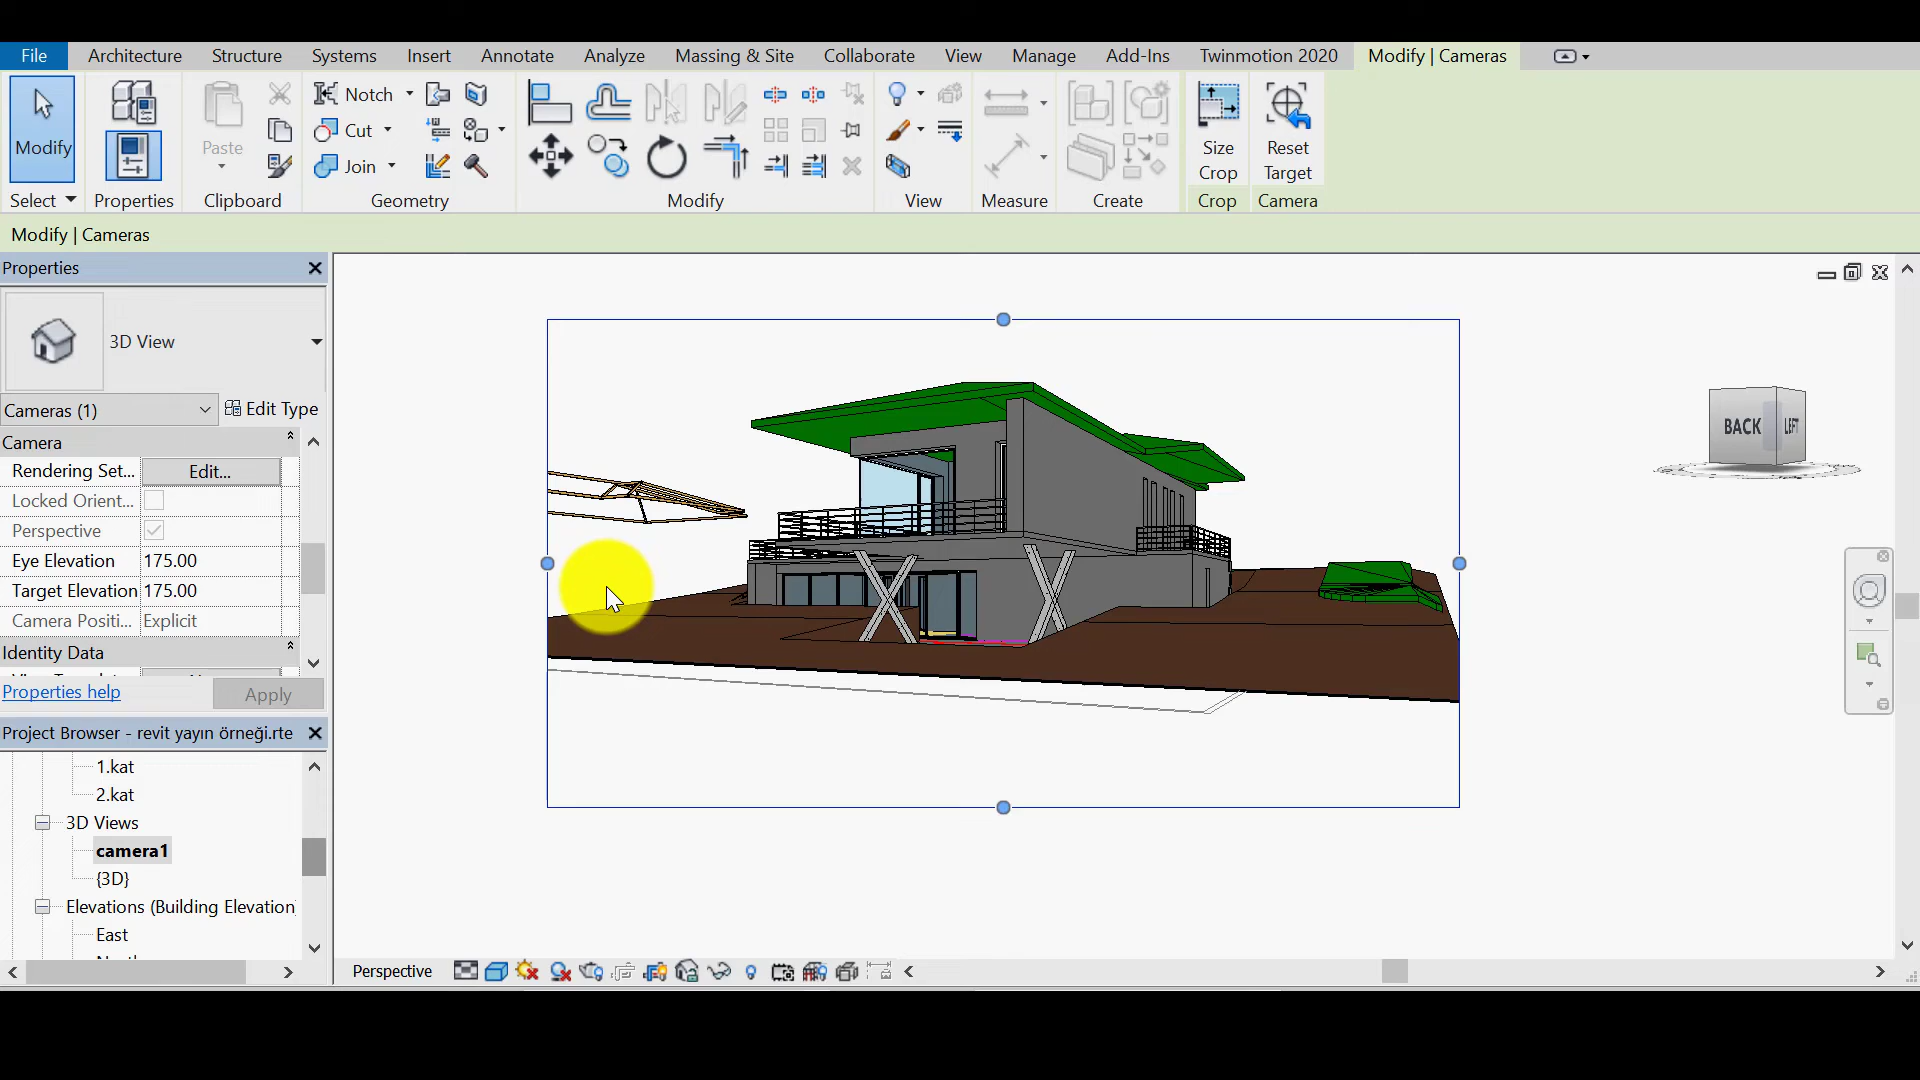 File Architecture Structure Systems Insert Annotate Analyze Massing & Site Collaborate View Manage Add-Ins Twinmotion 2020 Modify | Cameras
Modify
Select
Properties
Paste
Clipboard
Notch
Cut
Join
Geometry
Modify
View
Measure
Create
Size
Crop
Crop
Reset
Target
Camera
Modify | Cameras
Properties
3D View
Cameras (1)
Edit Type
Camera
Rendering Set... Edit...
Locked Orient...
Perspective
Eye Elevation 175.00
Target Elevation 175.00
Camera Positi... Explicit
Identity Data
Properties help
Apply
Project Browser - revit yayın örneği.rte
1.kat
2.kat
3D Views
camera1
{3D}
Elevations (Building Elevation
East
BACK
LEFT
Perspective